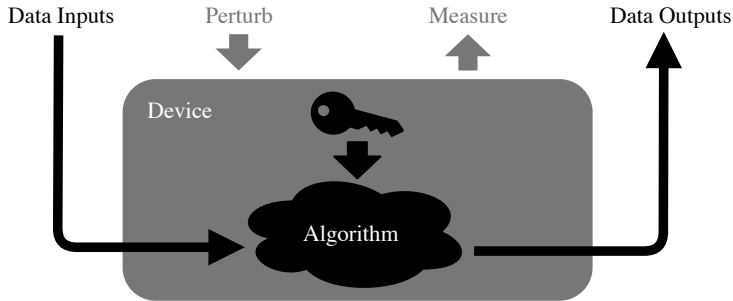 Data Inputs
Perturb
Measure
Data Outputs
Device
Algorithm